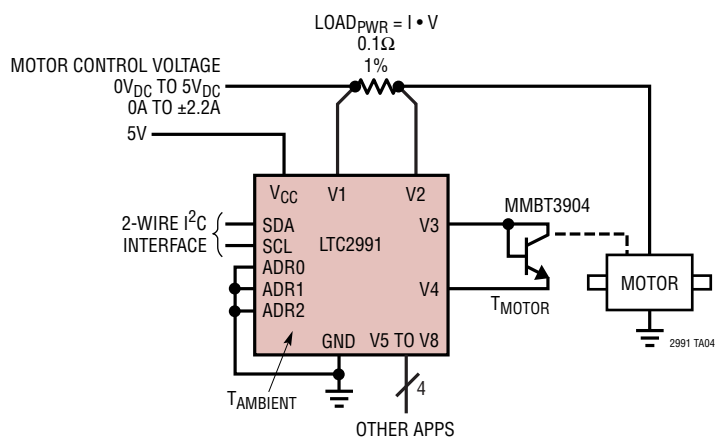 LOADPWR = I • V
0.1Ω
1%
MOTOR CONTROL VOLTAGE
0VDC TO 5VDC
0A TO ±2.2A
5V
VCC
V1
V2
2-WIRE I2C
INTERFACE
SDA
SCL
ADR0
ADR1
ADR2
LTC2991
V3
V4
GND
V5 TO V8
MMBT3904
TMOTOR
MOTOR
2991 TA04
TAMBIENT
4
OTHER APPS